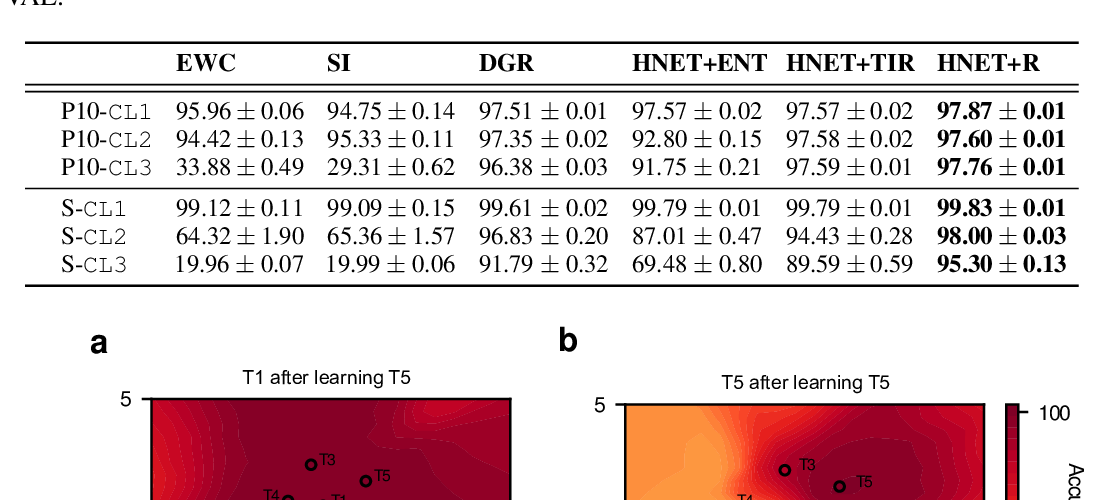 VAL.
EWC SI DGR HNET+ENT HNET+TIR HNET+R
P10-CL1 95.96 ± 0.06 94.75 ± 0.14 97.51 ± 0.01 97.57 ± 0.02 97.57 ± 0.02 97.87 ± 0.01
P10-CL2 94.42 ± 0.13 95.33 ± 0.11 97.35 ± 0.02 92.80 ± 0.15 97.58 ± 0.02 97.60 ± 0.01
P10-CL3 33.88 ± 0.49 29.31 ± 0.62 96.38 ± 0.03 91.75 ± 0.21 97.59 ± 0.01 97.76 ± 0.01
S-CL1 99.12 ± 0.11 99.09 ± 0.15 99.61 ± 0.02 99.79 ± 0.01 99.79 ± 0.01 99.83 ± 0.01
S-CL2 64.32 ± 1.90 65.36 ± 1.57 96.83 ± 0.20 87.01 ± 0.47 94.43 ± 0.28 98.00 ± 0.03
S-CL3 19.96 ± 0.07 19.99 ± 0.06 91.79 ± 0.32 69.48 ± 0.80 89.59 ± 0.59 95.30 ± 0.13
a
T1 after learning T5
5
T3
T5
T4 T1
b
T5 after learning T5
5
T3
T5
T4
100